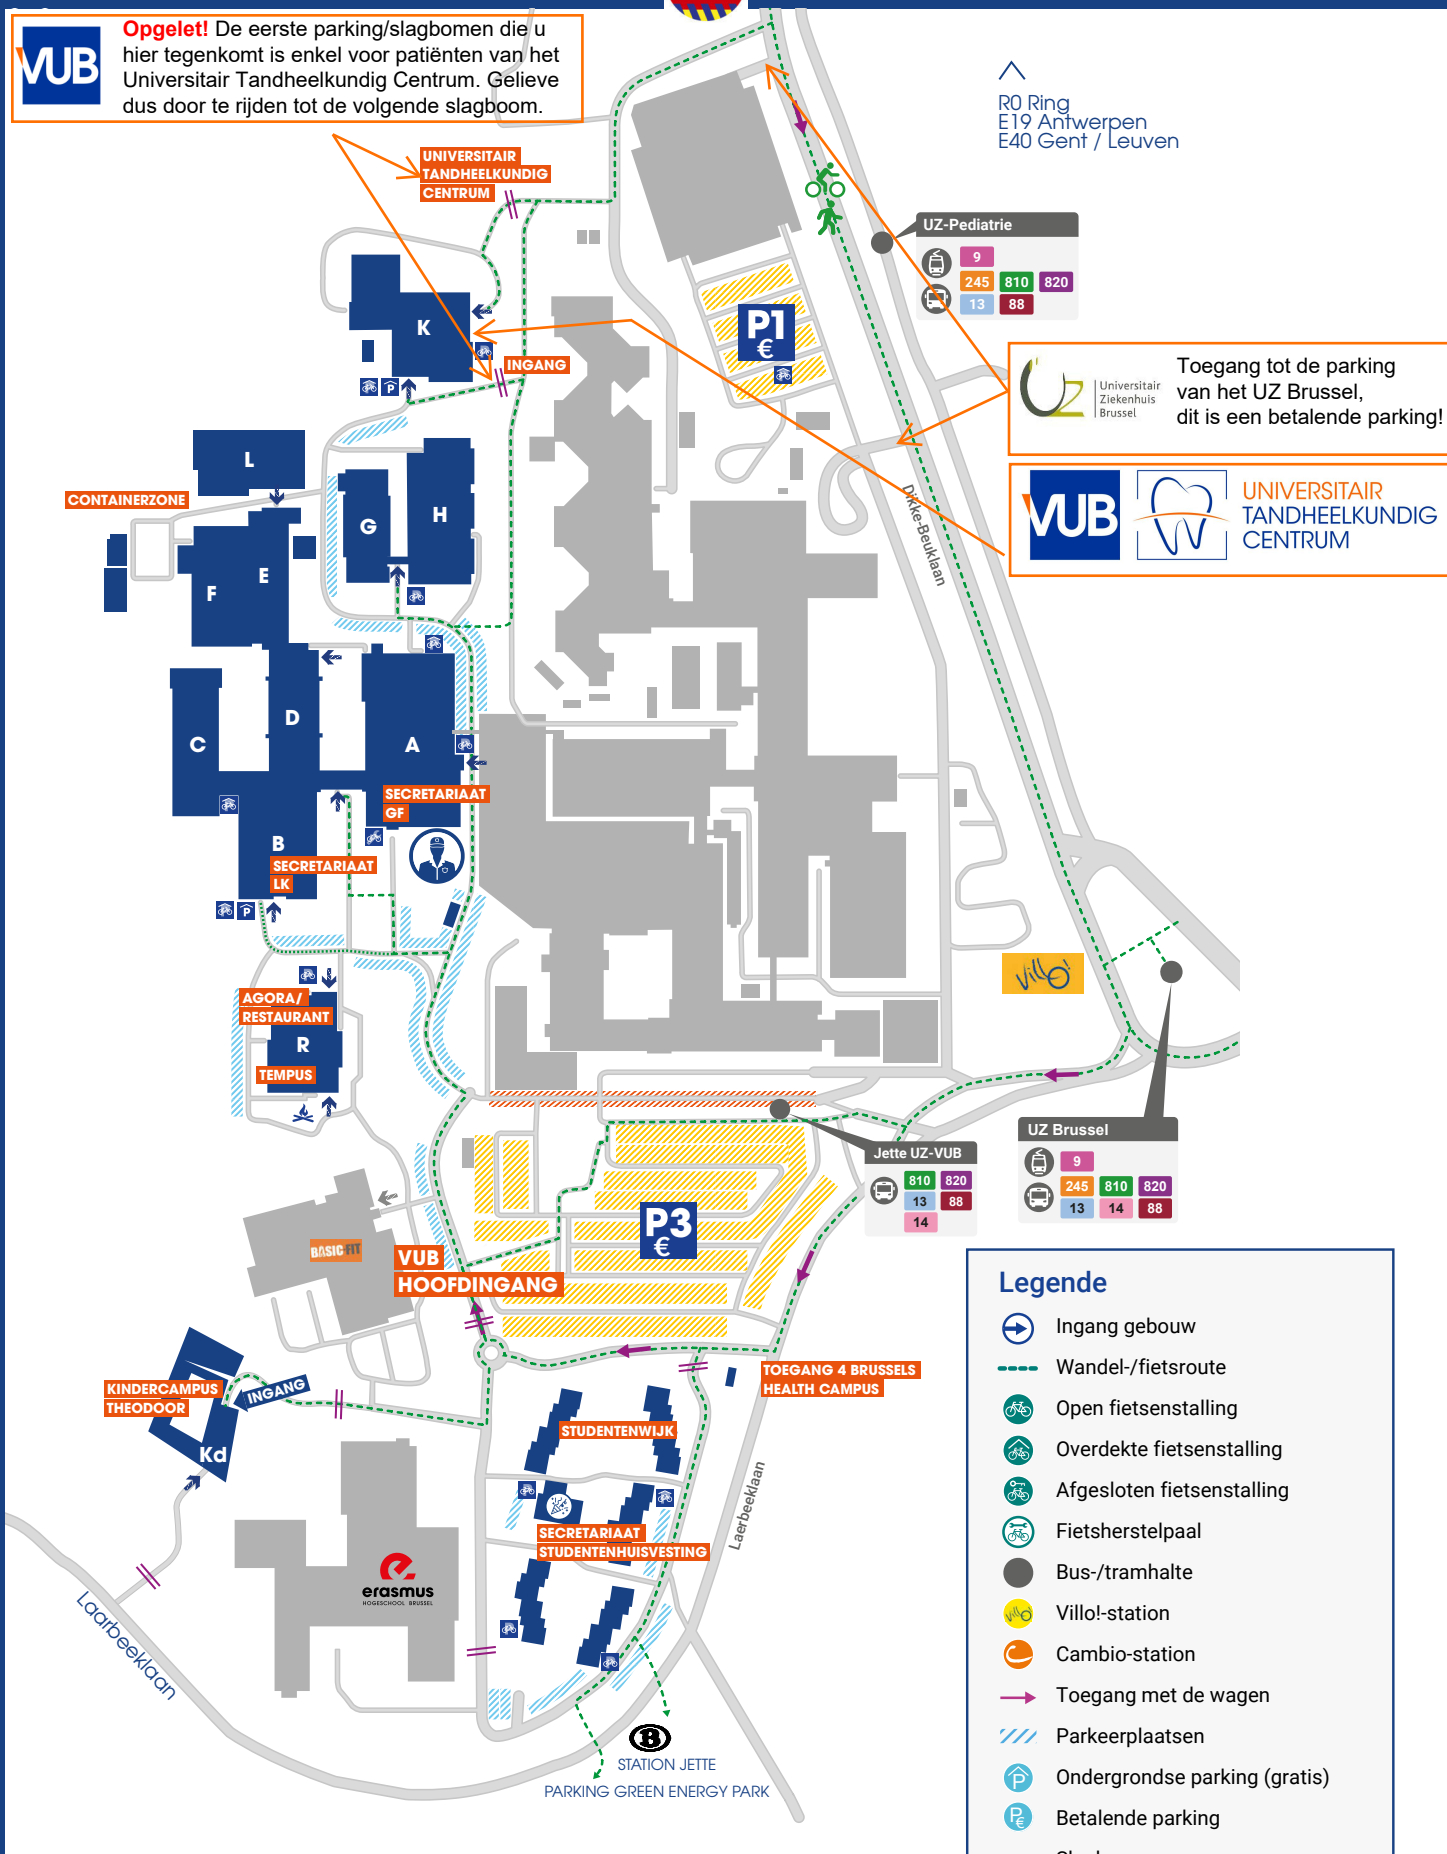 VUB
Opgelet! De eerste parking/slagbomen die u
hier tegenkomt is enkel voor patiënten van het
Universitair Tandheelkundig Centrum. Gelieve
dus door te rijden tot de volgende slagboom.
R0 Ring
E19 Antwerpen
E40 Gent / Leuven
UNIVERSITAIR
TANDHEELKUNDIG
CENTRUM
UZ-Pediatrie
9
245 810 820
13 88
K
P1
€
INGANG
Universitair
Ziekenhuis
Brussel
Toegang tot de parking
van het UZ Brussel,
dit is een betalende parking!
VUB
UNIVERSITAIR
TANDHEELKUNDIG
CENTRUM
Dikke-Beuklaan
L
CONTAINERZONE
G
H
F
E
D
C
A
SECRETARIAAT
GF
B
SECRETARIAAT
LK
P
P
Villo!
AGORA/
RESTAURANT
R
TEMPUS
Jette UZ-VUB
810 820
13 88
14
UZ Brussel
9
245 810 820
13 14 88
P3
€
BASIC-FIT
VUB
HOOFDINGANG
KINDERCAMPUS
THEODOOR
INGANG
Kd
TOEGANG 4 BRUSSELS
HEALTH CAMPUS
STUDENTENWIJK
SECRETARIAAT
STUDENTENHUISVESTING
Laerbeeklaan
erasmus
HOGESCHOOL BRUSSEL
Laarbeeklaan
B
STATION JETTE
PARKING GREEN ENERGY PARK
Legende
Ingang gebouw
Wandel-/fietsroute
Open fietsenstalling
Overdekte fietsenstalling
Afgesloten fietsenstalling
Fietsherstelpaal
Bus-/tramhalte
Villo!-station
Cambio-station
Toegang met de wagen
Parkeerplaatsen
Ondergrondse parking (gratis)
Betalende parking